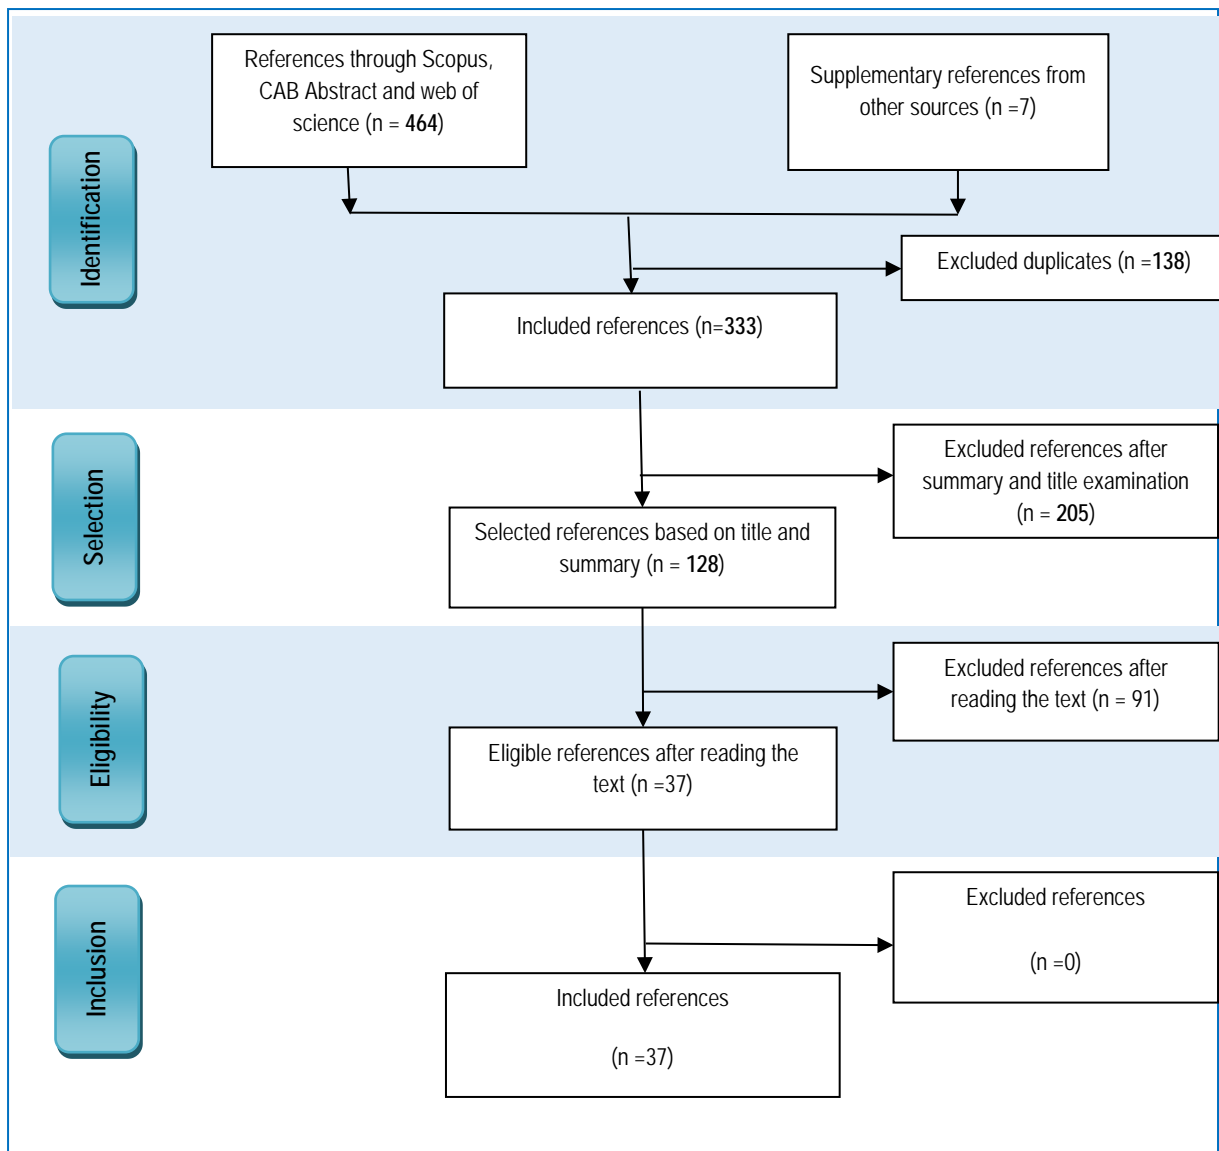 References through Scopus,
CAB Abstract and web of
science (n = 464)
Supplementary references from
other sources (n =7)
Identification
Excluded duplicates (n =138)
Included references (n=333)
Selection
Excluded references after
summary and title examination
(n = 205)
Selected references based on title and
summary (n = 128)
Eligibility
Excluded references after
reading the text (n = 91)
Eligible references after reading the
text (n =37)
Inclusion
Excluded references
(n =0)
Included references
(n =37)